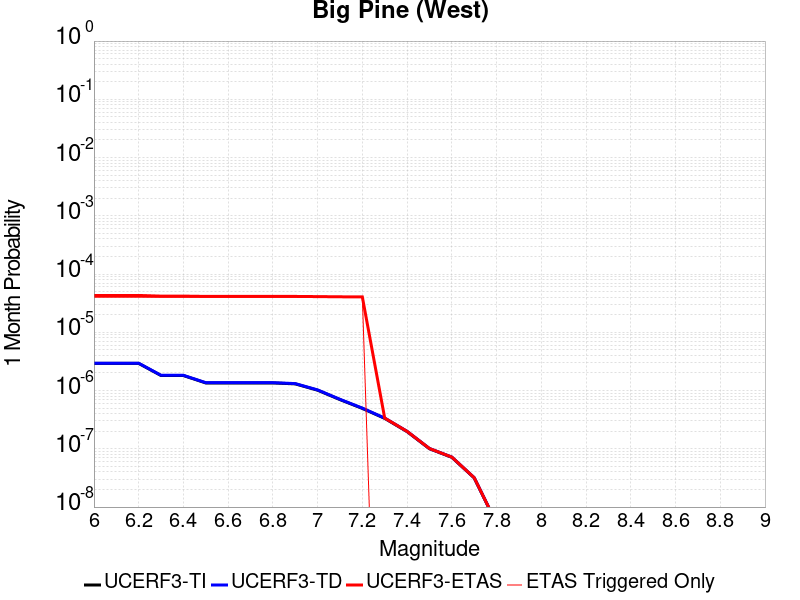 Big Pine (West)
10 0
10 -1
10 -2
10 -3
10 -4
10 -5
10 -6
10 -7
10 -8
1 Month Probability
6 6.2 6.4 6.6 6.8 7 7.2 7.4 7.6 7.8 8 8.2 8.4 8.6 8.8 9
Magnitude
UCERF3-TI UCERF3-TD UCERF3-ETAS ETAS Triggered Only